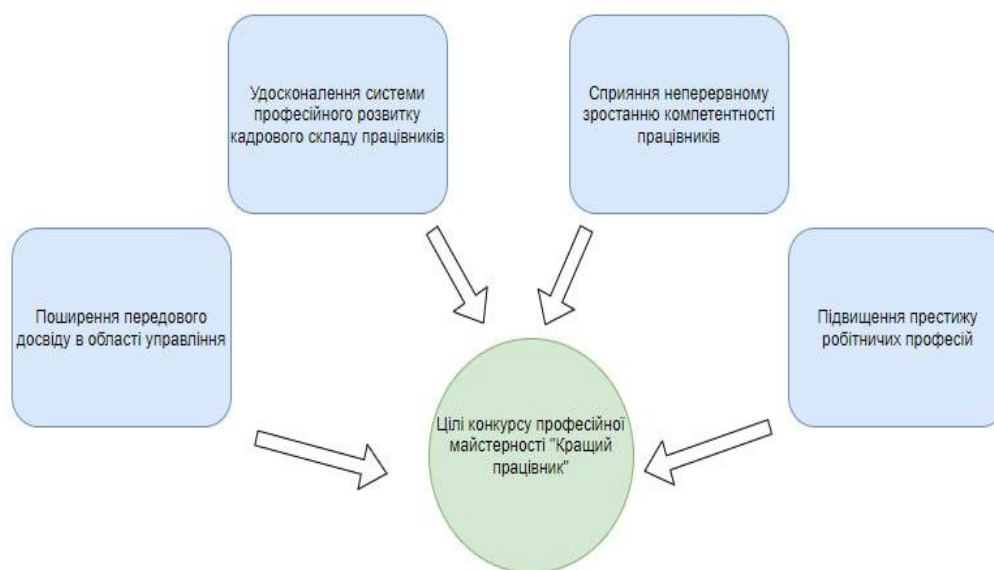 Удосконалення системи
професійного розвитку
кадрового складу працівників
Сприяння неперервному
зростанню компетентності
працівників
Поширення передового
досвіду в області управління
Підвищення престижу
робітничих професій
Цілі конкурсу професійної
майстерності "Кращий
працівник"